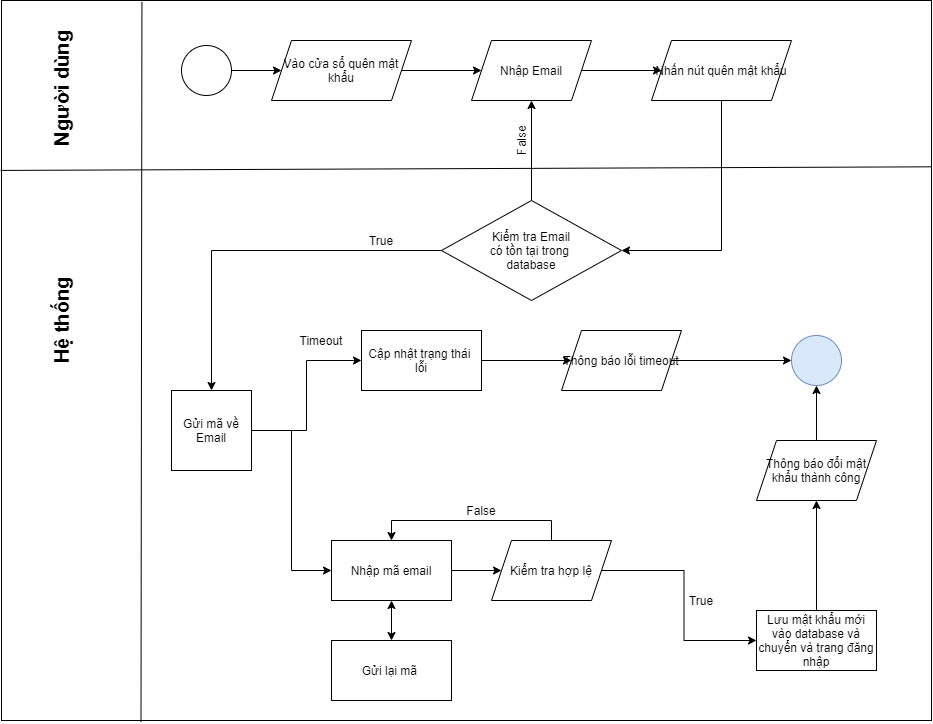 Người dùng
Vào cửa sổ quên mật
khẩu
Nhập Email
Nhấn nút quên mật khẩu
False
Hệ thống
Kiểm tra Email
có tồn tại trong
database
True
Timeout
Cập nhật trạng thái
lỗi
Thông báo lỗi timeout
Gửi mã về
Email
Thông báo đổi mật
khẩu thành công
False
Nhập mã email
Kiểm tra hợp lệ
True
Lưu mật khẩu mới
vào database và
chuyển và trang đăng
nhập
Gửi lại mã